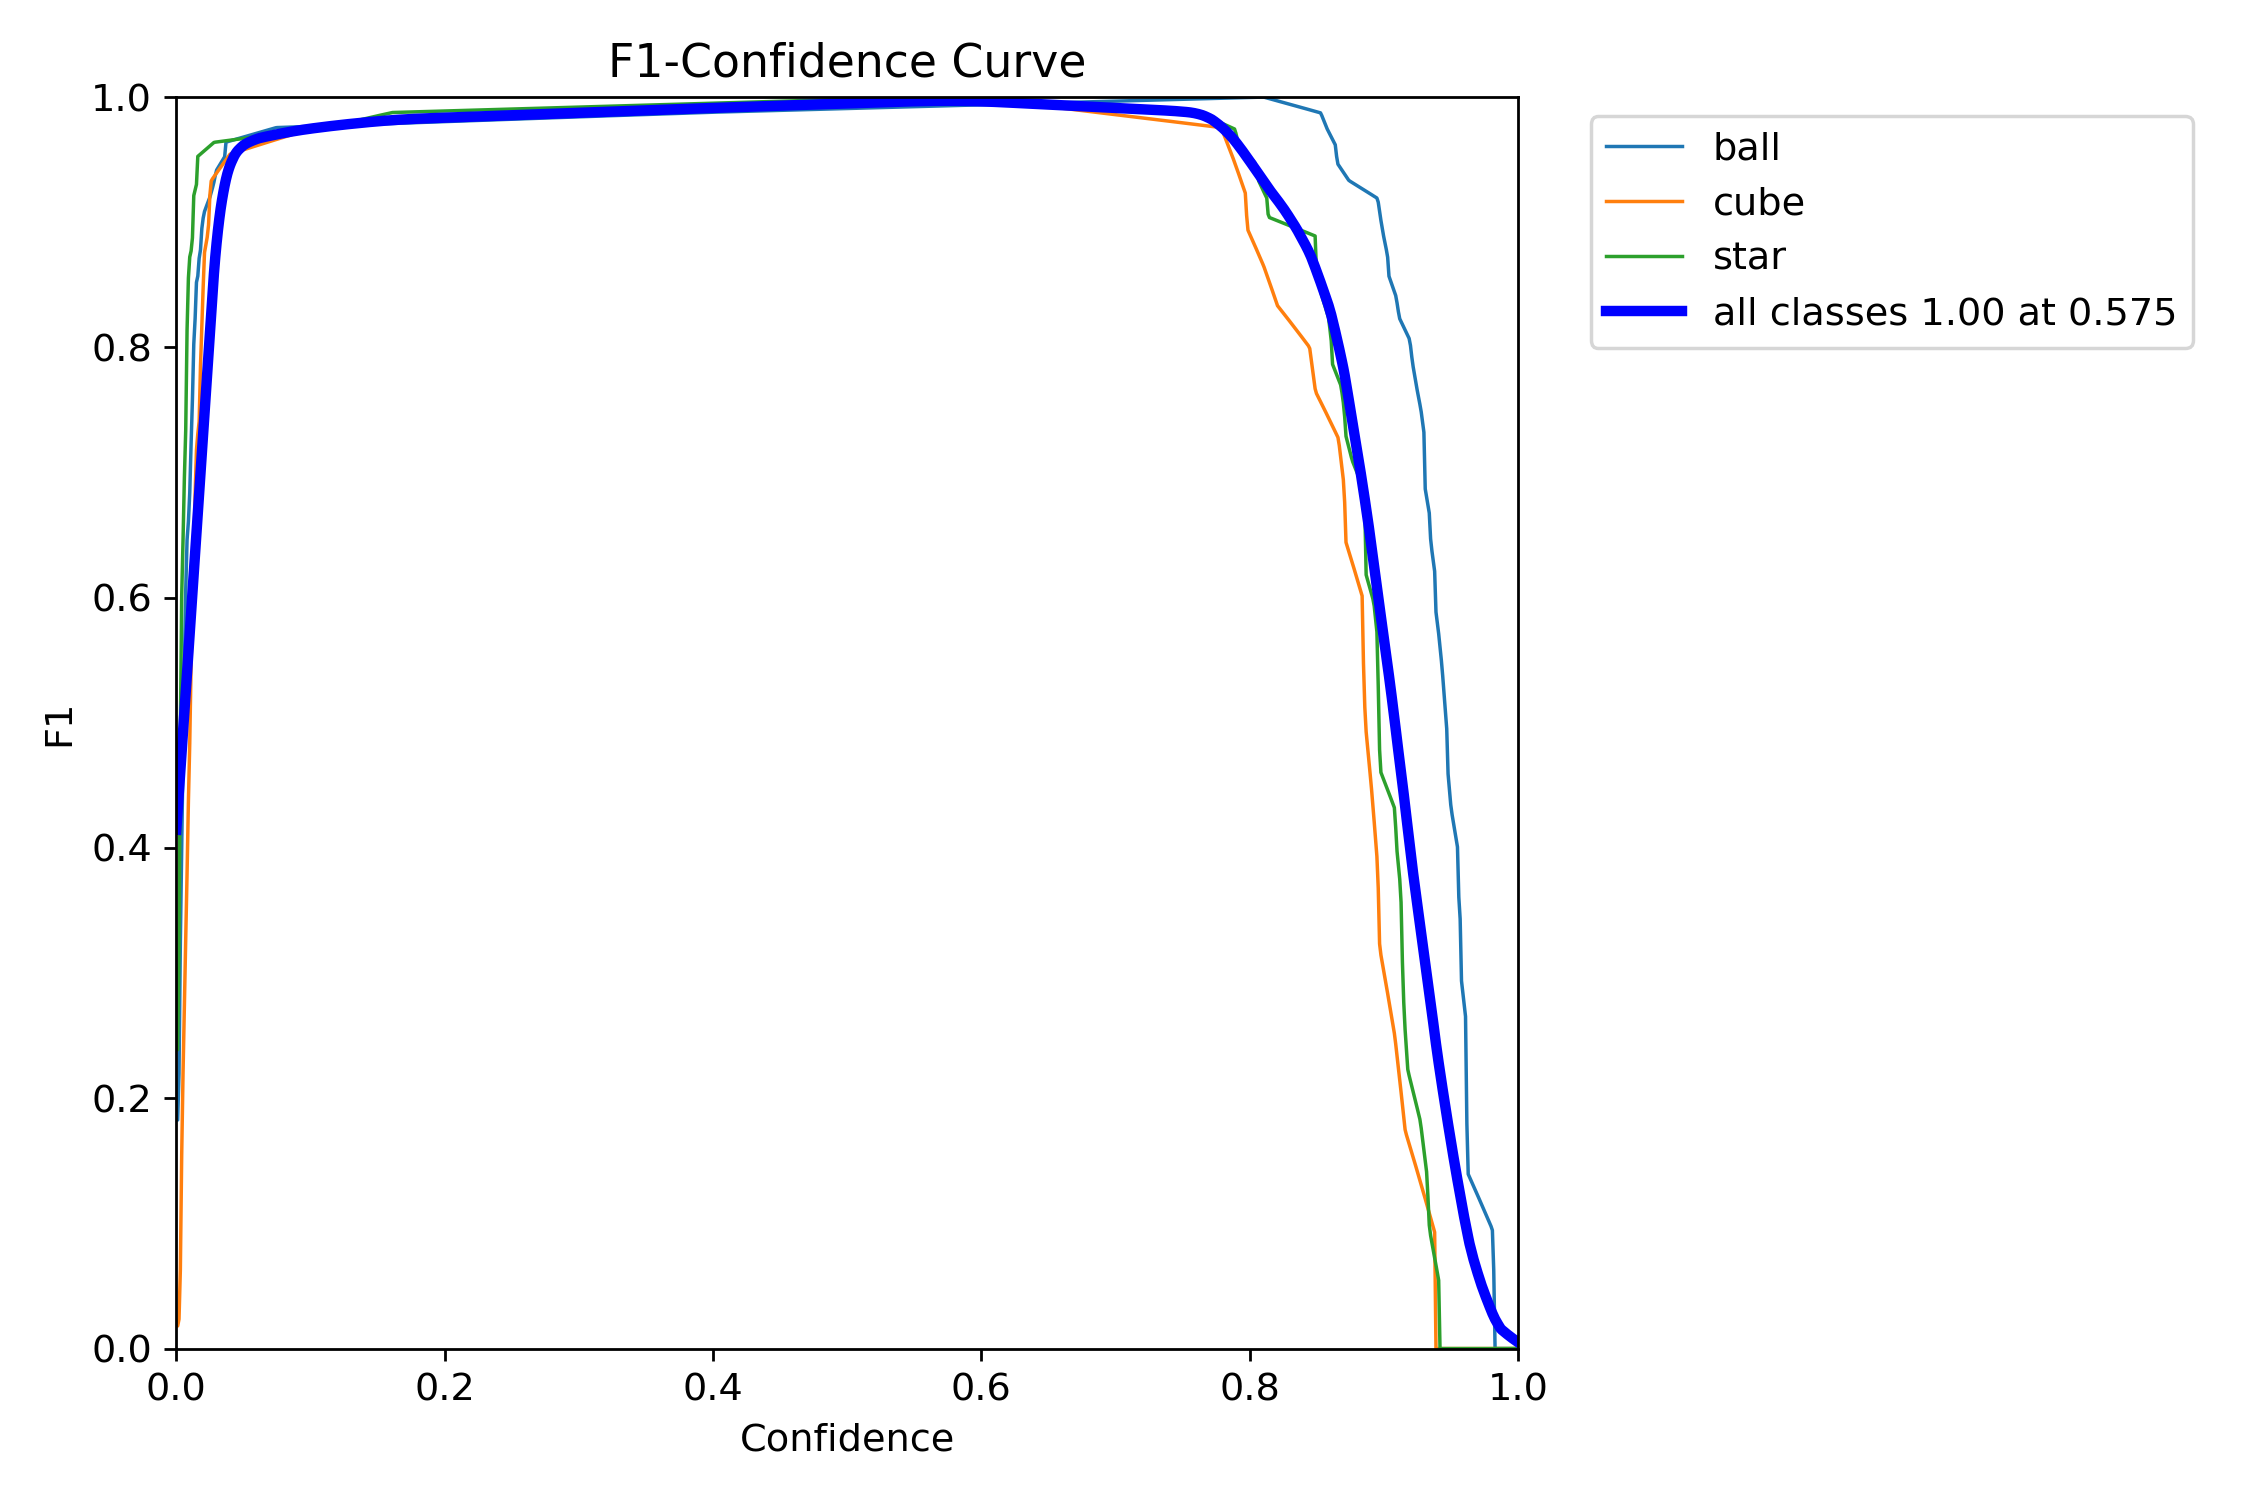 F1-Confidence Curve
1.0
0.8
0.6
0.4
0.2
0.0
F1
0.0 0.2 0.4 0.6 0.8 1.0
Confidence
ball
cube
star
all classes 1.00 at 0.575